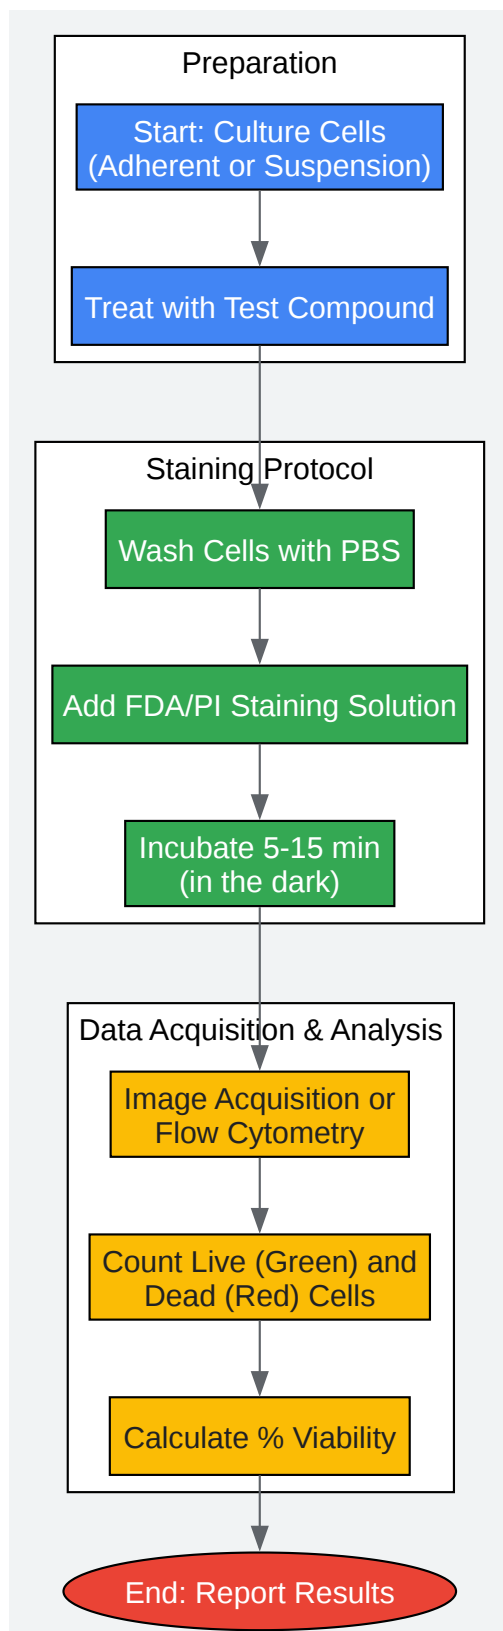 Preparation
Start: Culture Cells
(Adherent or Suspension)
Treat with Test Compound
Staining Protocol
Wash Cells with PBS
Add FDA/PI Staining Solution
Incubate 5-15 min
(in the dark)
Data Acquisition & Analysis
Image Acquisition or
Flow Cytometry
Count Live (Green) and
Dead (Red) Cells
Calculate % Viability
End: Report Results